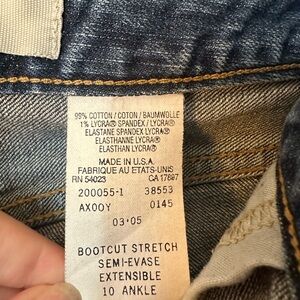 99% COTTON / COTON / BAUMWOLLE
1% LYCRA® SPANDEX / LYCRA®
ELASTANE SPANDEX / LYCRA®
ELASTHANNE LYCRA®
ELASTHAN LYCRA®
MADE IN U.S.A.
FABRIQUE AU ETATS-UNIS
RN 54023 CA 17697
200055-1 38553
AX00Y 0145
03·05
BOOTCUT STRETCH
SEMI-EVASE
EXTENSIBLE
10 ANKLE